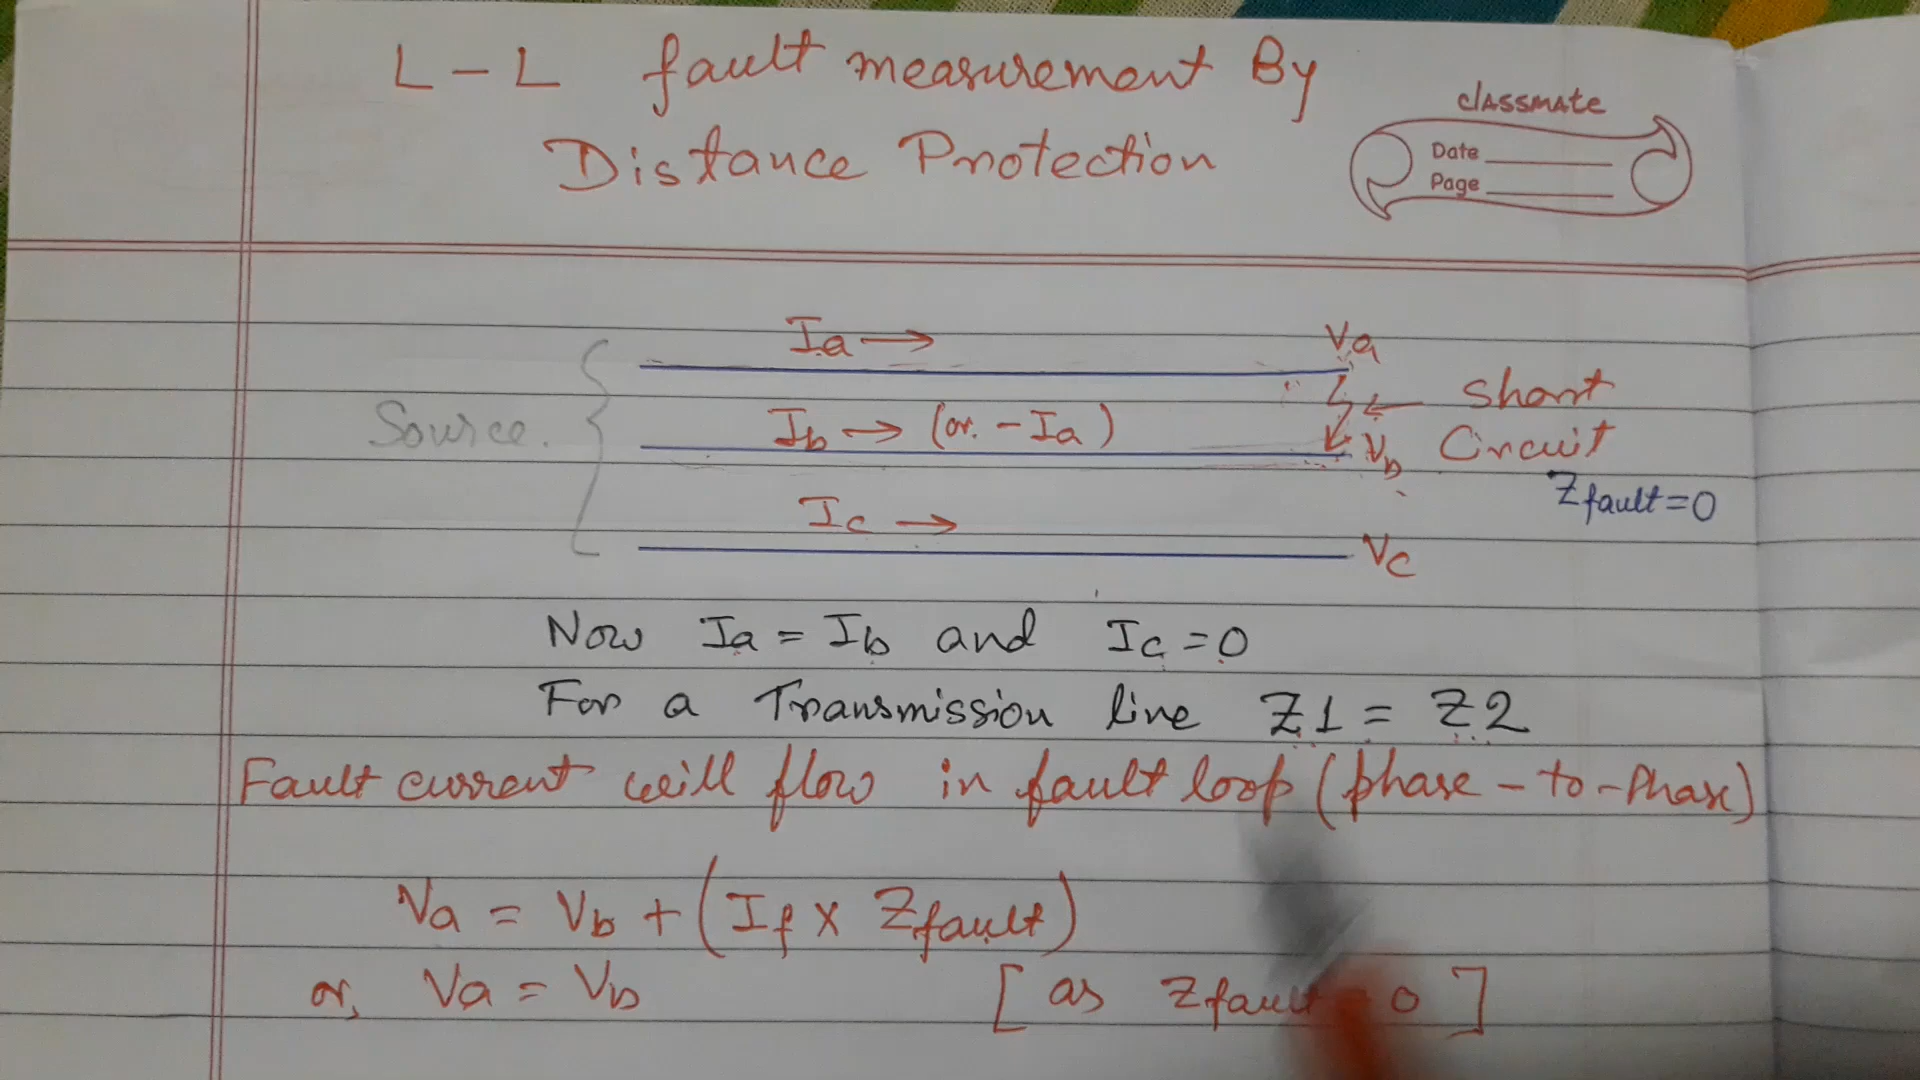 L - L fault measurement By
Distance Protection
classmate
Date
Page
Ia →
Va
Short
Source.
Ib → (or. - Ia)
Vb
Circuit
Zfault = 0
Ic →
Vc
Now Ia = Ib and Ic = 0
For a Transmission line Z1 = Z2
Fault current will flow in fault loop (phase - to - Phase)
Va = Vb + (If x Zfault)
or, Va = Vb [as Zfault = 0]